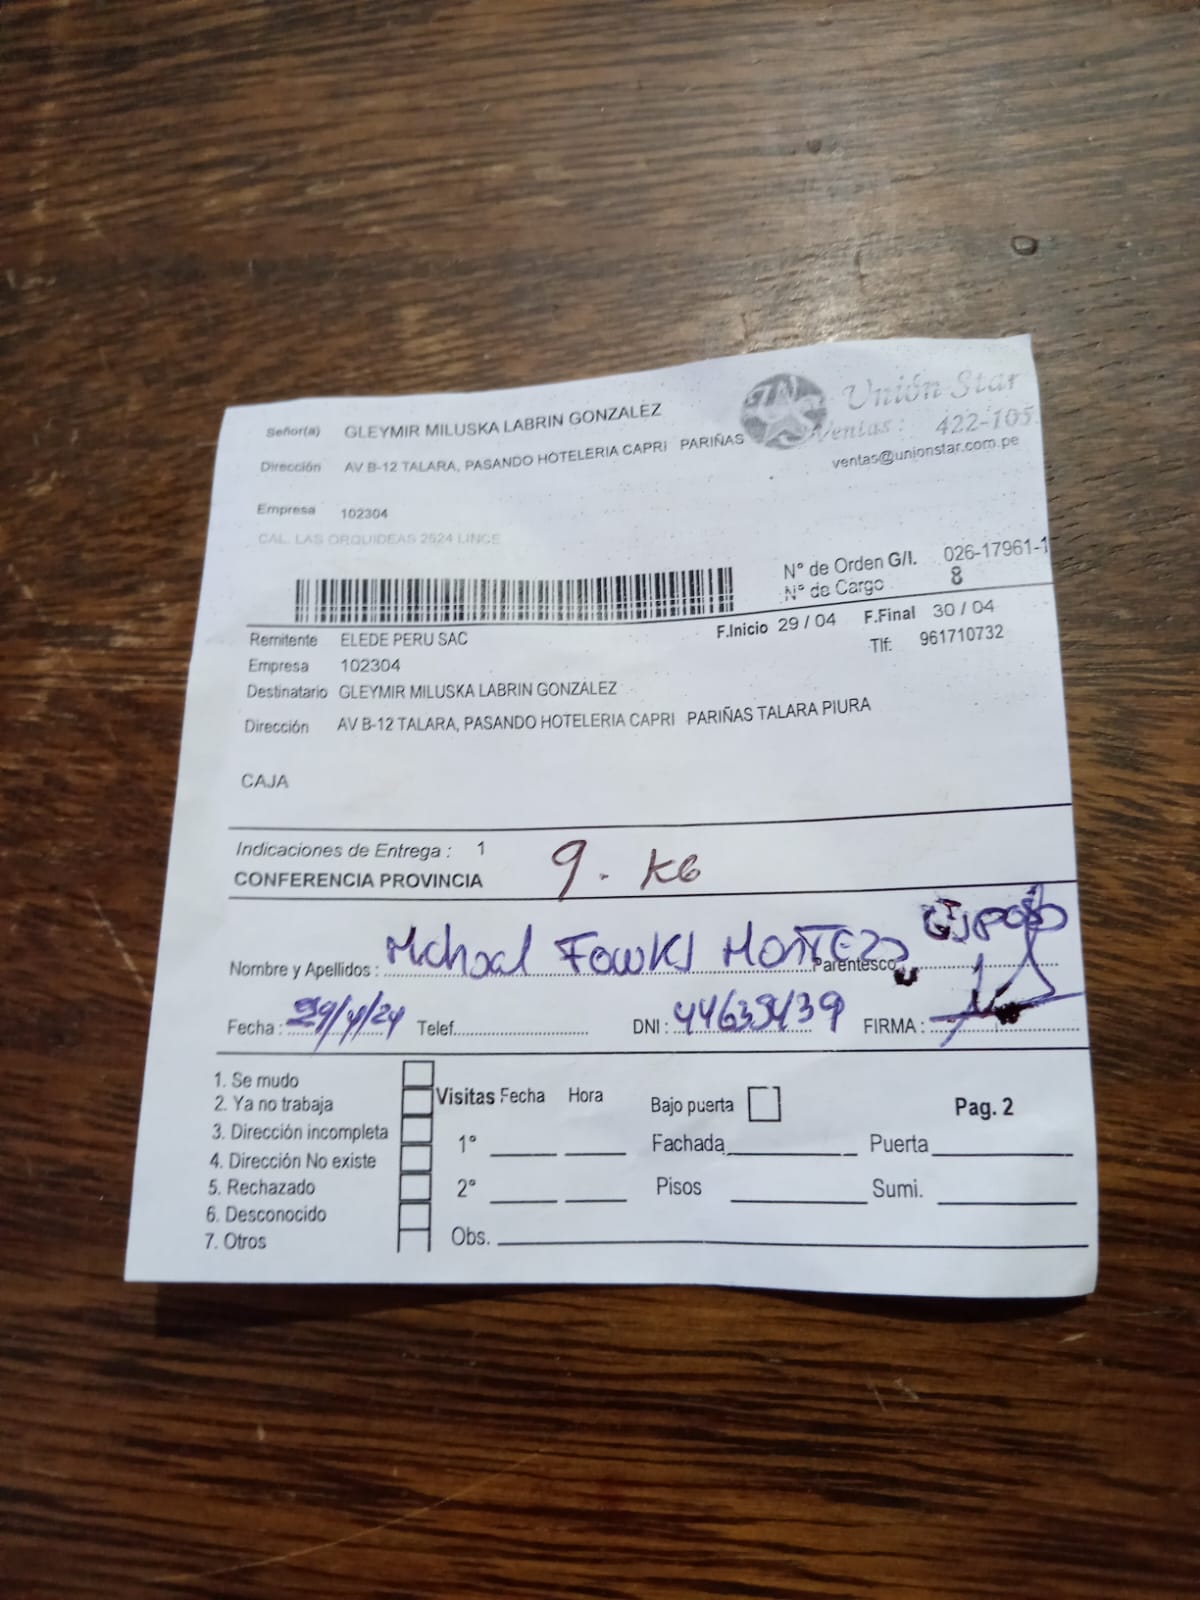 Señor(a) GLEYMIR MILUSKA LABRIN GONZALEZ
Unión Star
Dirección AV B-12 TALARA, PASANDO HOTELERIA CAPRI PARIÑAS
Ventas : 422-105
ventas@unionstar.com.pe
Empresa 102304
CAL. LAS ORQUIDEAS 2624 LINCE
N° de Orden G/I. 026-17961-1
N° de Cargo 8
F.Inicio 29 / 04 F.Final 30 / 04
Remitente ELEDE PERU SAC
Tlf: 961710732
Empresa 102304
Destinatario GLEYMIR MILUSKA LABRIN GONZALEZ
Dirección AV B-12 TALARA, PASANDO HOTELERIA CAPRI PARIÑAS TALARA PIURA
CAJA
Indicaciones de Entrega : 1
9. KG
CONFERENCIA PROVINCIA
Nombre y Apellidos : Michael Parentesco Esposo
Fecha : 29/4/24 Telef. DNI : FIRMA :
1. Se mudo
2. Ya no trabaja
3. Dirección incompleta
4. Dirección No existe
5. Rechazado
6. Desconocido
7. Otros
Visitas Fecha Hora
1°
2°
Obs.
Bajo puerta
Pag. 2
Fachada Puerta
Pisos Sumi.